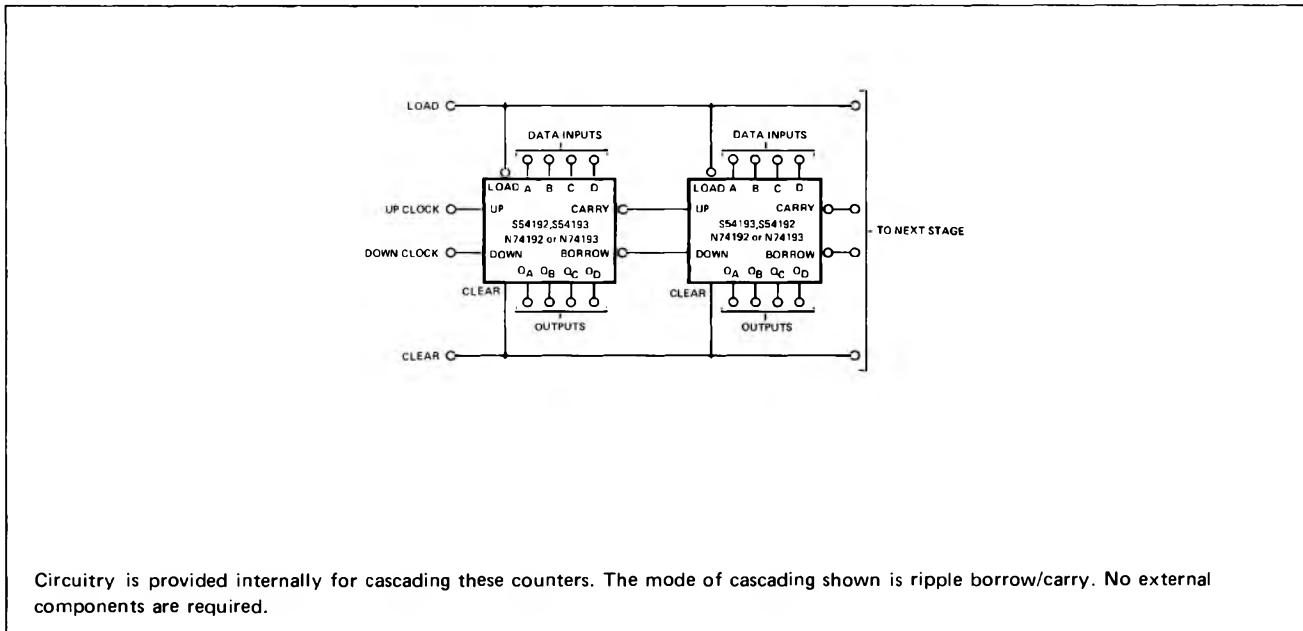 LOAD
DATA INPUTS DATA INPUTS
LOAD A B C D LOAD A B C D
UP CLOCK UP CARRY UP CARRY
S54192,S54193 S54193,S54192
N74192 or N74193 N74192 or N74193
TO NEXT STAGE
DOWN CLOCK DOWN BORROW DOWN BORROW
QA QB QC QD QA QB QC QD
CLEAR CLEAR
OUTPUTS OUTPUTS
CLEAR
Circuitry is provided internally for cascading these counters. The mode of cascading shown is ripple borrow/carry. No external
components are required.